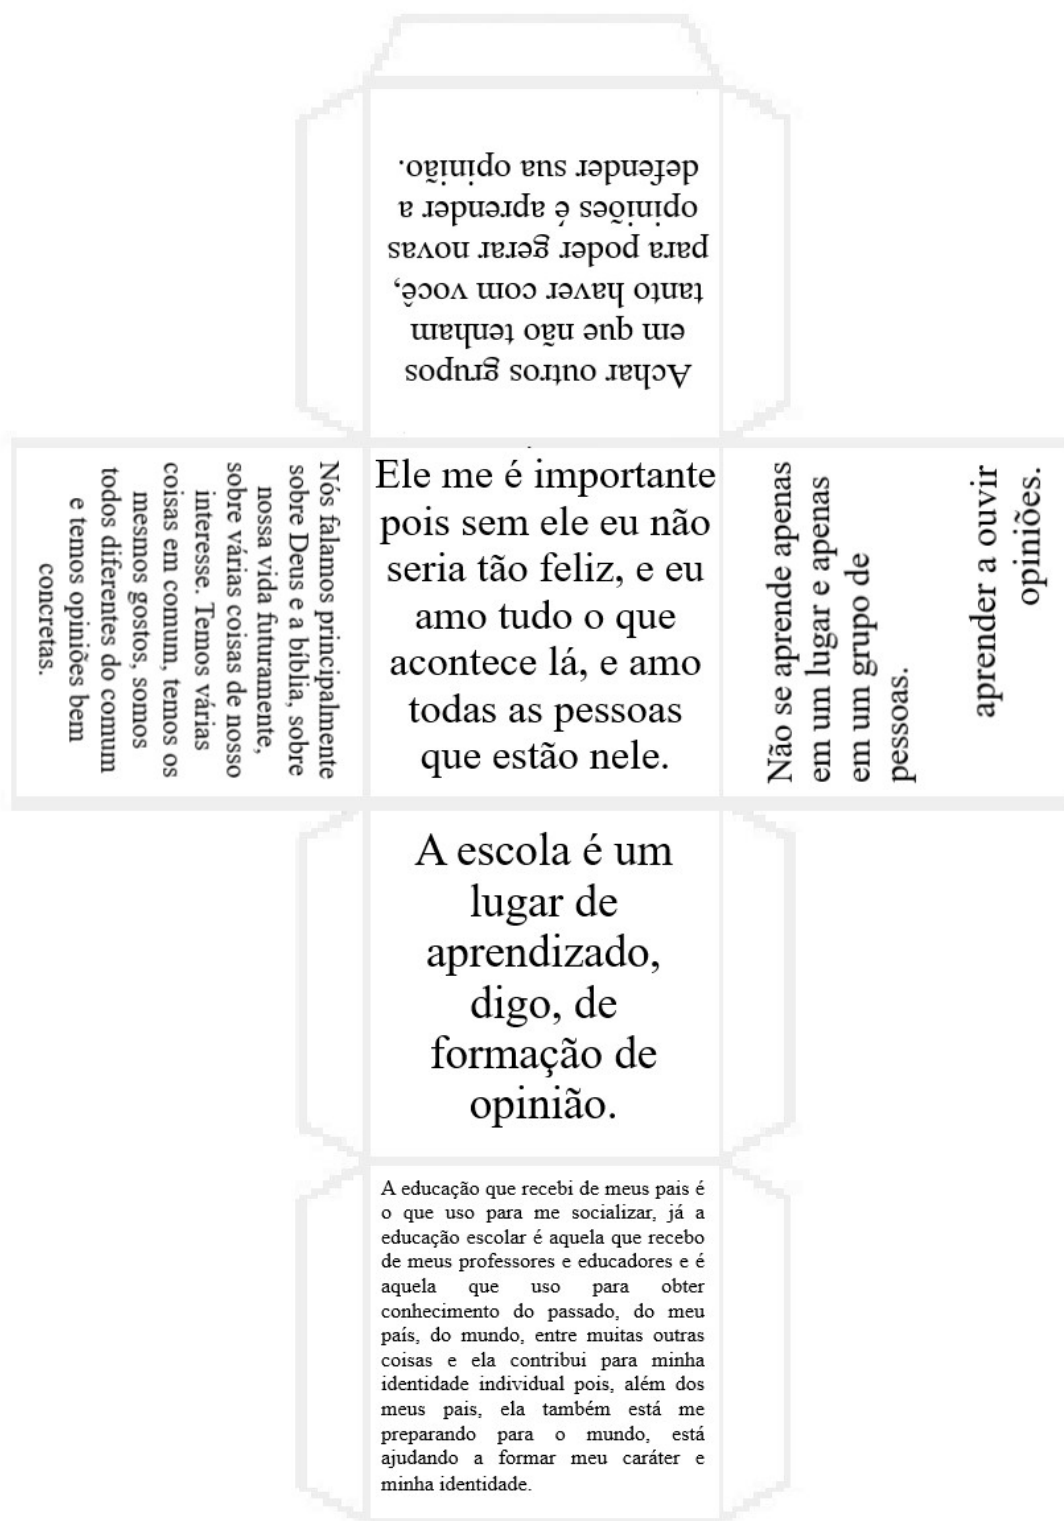 Achar outros grupos
em que não tenham
tanto haver com você,
para poder gerar novas
opiniões é aprender a
defender sua opinião.
Nós falamos principalmente
sobre Deus e a bíblia, sobre
nossa vida futuramente,
sobre várias coisas de nosso
interesse. Temos várias
coisas em comum, temos os
mesmos gostos, somos
todos diferentes do comum
e temos opiniões bem
concretas.
Ele me é importante
pois sem ele eu não
seria tão feliz, e eu
amo tudo o que
acontece lá, e amo
todas as pessoas
que estão nele.
Não se aprende apenas
em um lugar e apenas
em um grupo de
pessoas.
aprender a ouvir
opiniões.
A escola é um
lugar de
aprendizado,
digo, de
formação de
opinião.
A educação que recebi de meus pais é
o que uso para me socializar, já a
educação escolar é aquela que recebo
de meus professores e educadores e é
aquela que uso para obter
conhecimento do passado, do meu
país, do mundo, entre muitas outras
coisas e ela contribui para minha
identidade individual pois, além dos
meus pais, ela também está me
preparando para o mundo, está
ajudando a formar meu caráter e
minha identidade.